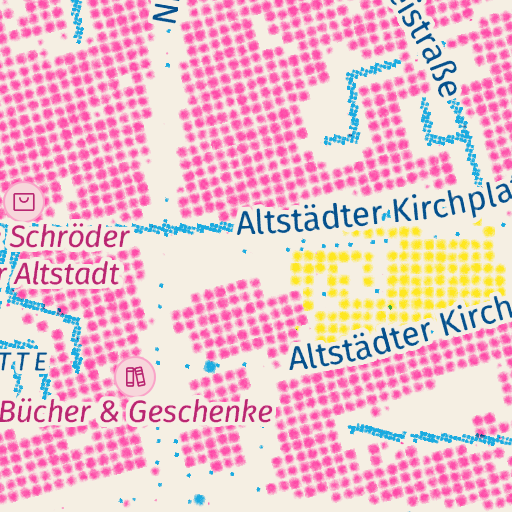 Altstädter Kirchpla
Schröder
r Altstadt
Altstädter Kirch
TTE
Bücher & Geschenke